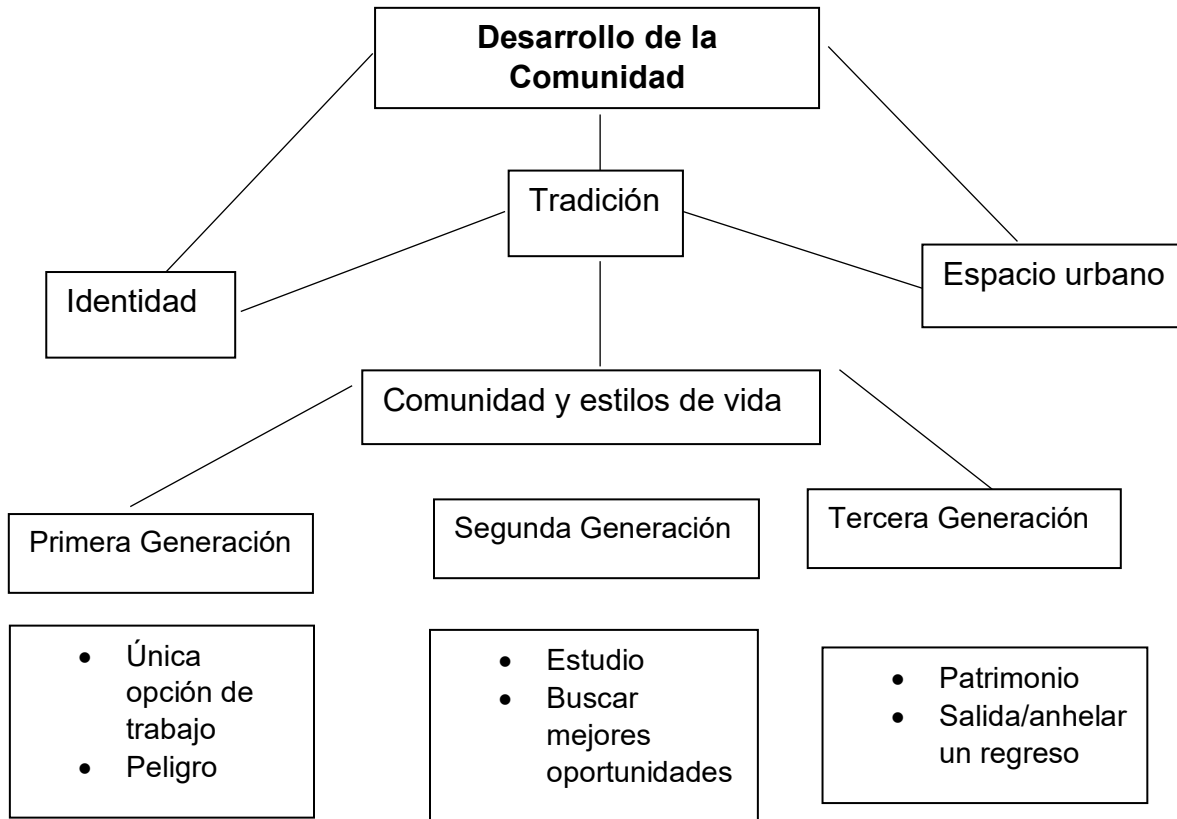 Desarrollo de la
Comunidad
Tradición
Identidad
Espacio urbano
Comunidad y estilos de vida
Primera Generación
Segunda Generación
Tercera Generación
• Única
opción de
trabajo
• Peligro
• Estudio
• Buscar
mejores
oportunidades
• Patrimonio
• Salida/anhelar
un regreso